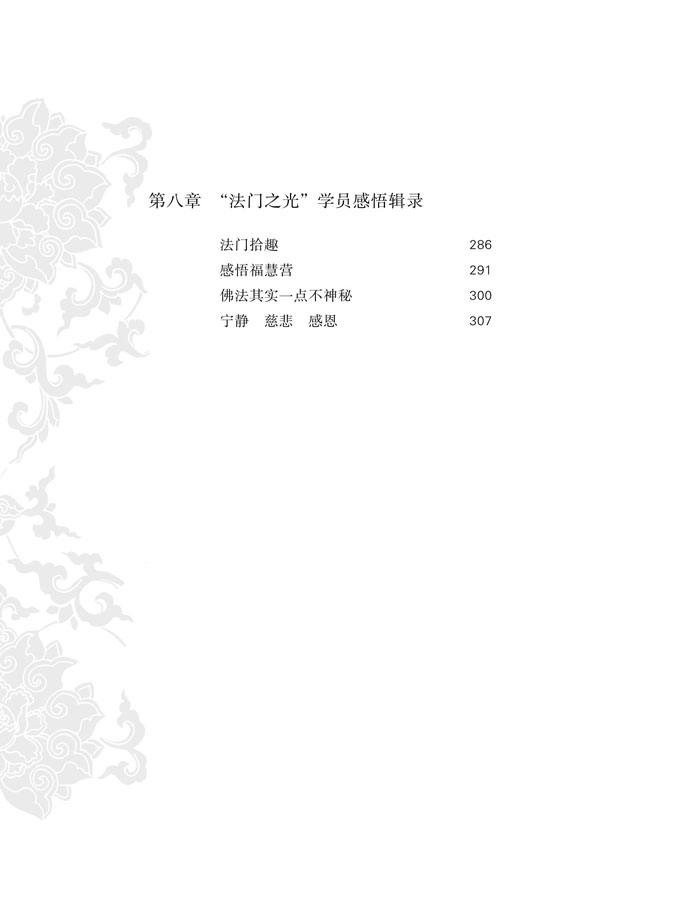 第八章　“法门之光”学员感悟辑录
法门拾趣 286
感悟福慧营 291
佛法其实一点不神秘 300
宁静　慈悲　感恩 307